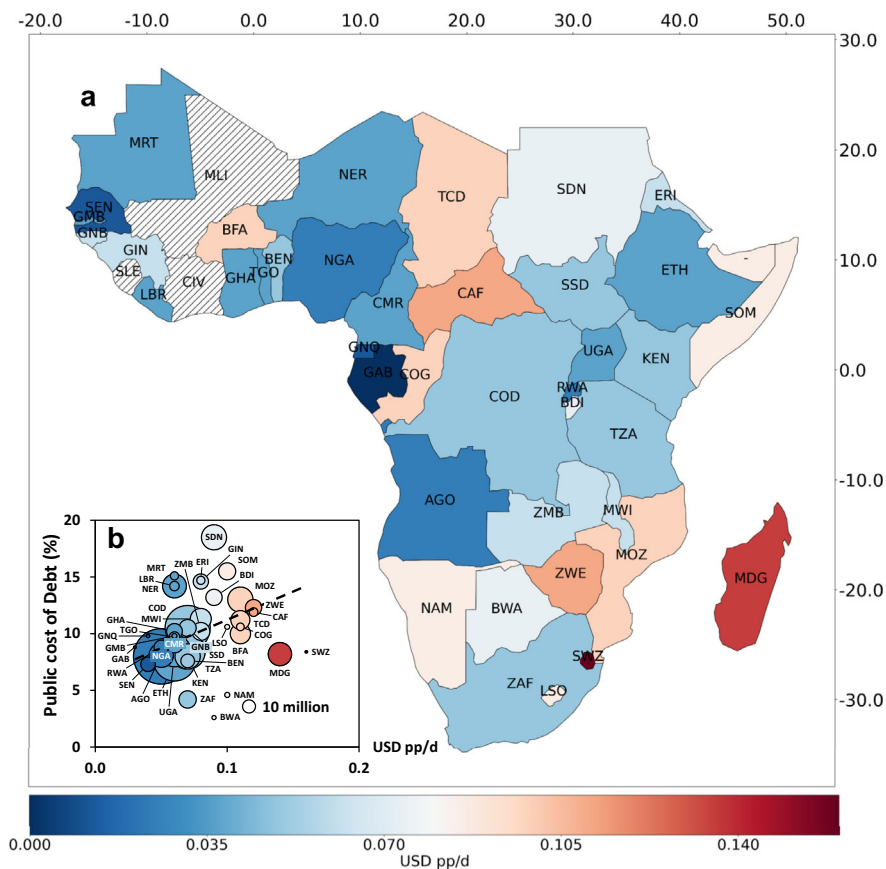 -20.0 -10.0 0.0 10.0 20.0 30.0 40.0 50.0
30.0
a
20.0
MRT
MLI
NER
TCD
SDN
ERI
SEN
GMB
GNB
BFA
GIN
BEN
NGA
ETH
10.0
SLE
CIV
GHA
TGO
SSD
LBR
CMR
CAF
SOM
-
GNQ
UGA
KEN
GAB
COG
0.0
RWA
BDI
COD
TZA
-10.0
AGO
ZMB
MWI
MOZ
ZWE
MDG
-20.0
NAM
BWA
SWZ
ZAF
LSO
-30.0
b
Public cost of Debt (%)
20
15
10
5
0
SDN
GIN
ZMB
ERI
SOM
MRT
BDI
LBR
NER
MOZ
COD
ZWE
MWI
CAF
GHA
TCD
TGO
COG
GNQ
LSO
CMR
GNB
BFA
GMB
NGA
SSD
SWZ
GAB
BEN
RWA
TZA
MDG
SEN
KEN
ETH
AGO
ZAF
NAM
UGA
BWA
10 million
USD pp/d
0.0 0.1 0.2
0.000 0.035 0.070 0.105 0.140
USD pp/d